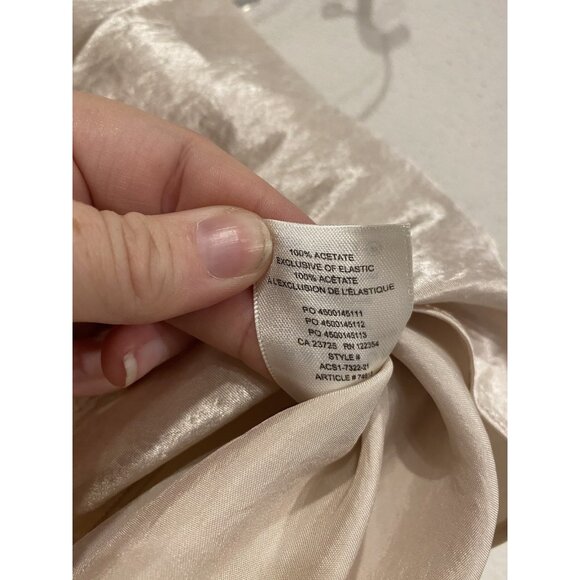 100% ACETATE
EXCLUSIVE OF ELASTIC
100% ACÉTATE
À L'EXCLUSION DE L'ÉLASTIQUE
PO 4500145111
PO 4500145112
PO 4500145113
CA 23725 RN 122354
STYLE #
ACS1-7322-21
ARTICLE #